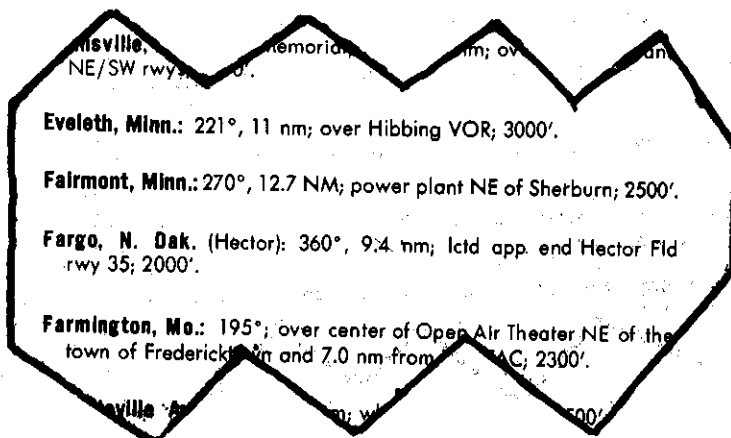 NE/SW
Eveleth, Minn.: 221°, 11 nm; over Hibbing VOR; 3000'.
Fairmont, Minn.: 270°, 12.7 NM; power plant NE of Sherburn; 2500'.
Fargo, N. Dak. (Hector): 360°, 9.4 nm; lctd app. end Hector Fld
rwy 35; 2000'.
Farmington, Mo.: 195°; over center of Open Air Theater NE of the
town of Fredericktown and 7.0 nm from 2300'.